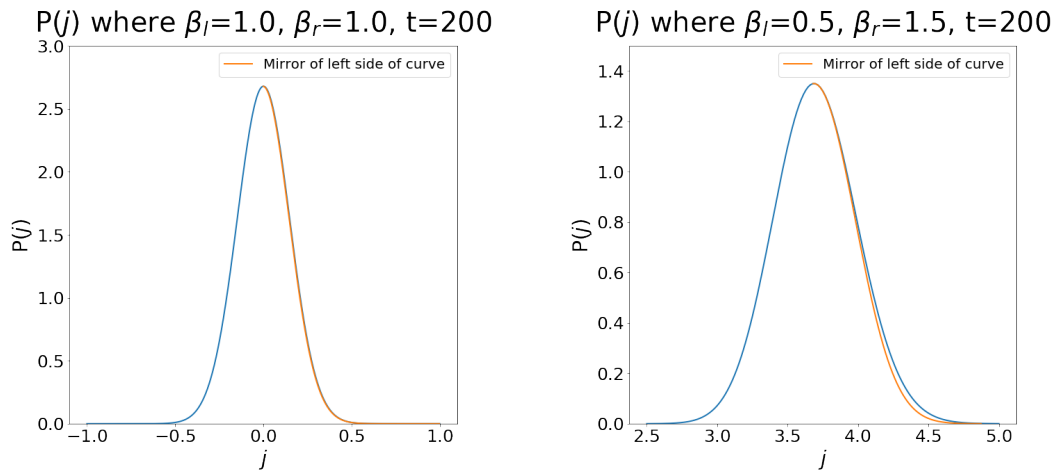 P(j) where βl=1.0, βr=1.0, t=200
3.0
2.5
2.0
1.5
1.0
0.5
0.0
P(j)
Mirror of left side of curve
−1.0 −0.5 0.0 0.5 1.0
j
P(j) where βl=0.5, βr=1.5, t=200
1.4
1.2
1.0
0.8
0.6
0.4
0.2
0.0
P(j)
Mirror of left side of curve
2.5 3.0 3.5 4.0 4.5 5.0
j